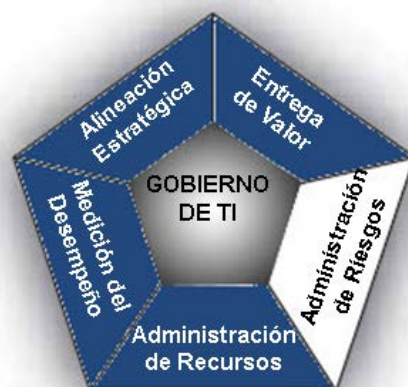 Alineación
Estratégica
Entrega
de Valor
GOBIERNO
DE TI
Medición del
Desempeño
Administración
de Riesgos
Administración
de Recursos